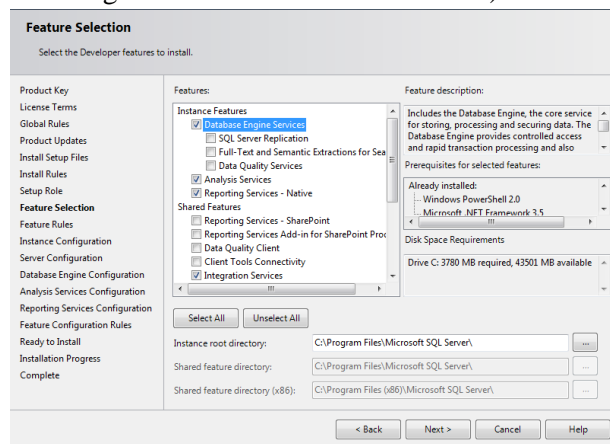 Feature Selection
Select the Developer features to install.
Product Key
License Terms
Global Rules
Product Updates
Install Setup Files
Install Rules
Setup Role
Feature Selection
Feature Rules
Instance Configuration
Server Configuration
Database Engine Configuration
Analysis Services Configuration
Reporting Services Configuration
Feature Configuration Rules
Ready to Install
Installation Progress
Complete
Features:
Instance Features
Database Engine Services
SQL Server Replication
Full-Text and Semantic Extractions for Sea
Data Quality Services
Analysis Services
Reporting Services - Native
Shared Features
Reporting Services - SharePoint
Reporting Services Add-in for SharePoint Proc
Data Quality Client
Client Tools Connectivity
Integration Services
Feature description:
Includes the Database Engine, the core service
for storing, processing and securing data. The
Database Engine provides controlled access
and rapid transaction processing and also
Prerequisites for selected features:
Already installed:
Windows PowerShell 2.0
Microsoft .NET Framework 3.5
Disk Space Requirements
Drive C: 3780 MB required, 43501 MB available
Select All
Unselect All
Instance root directory:
C:\Program Files\Microsoft SQL Server\
...
Shared feature directory:
C:\Program Files\Microsoft SQL Server\
...
Shared feature directory (x86):
C:\Program Files (x86)\Microsoft SQL Server\
...
< Back
Next >
Cancel
Help